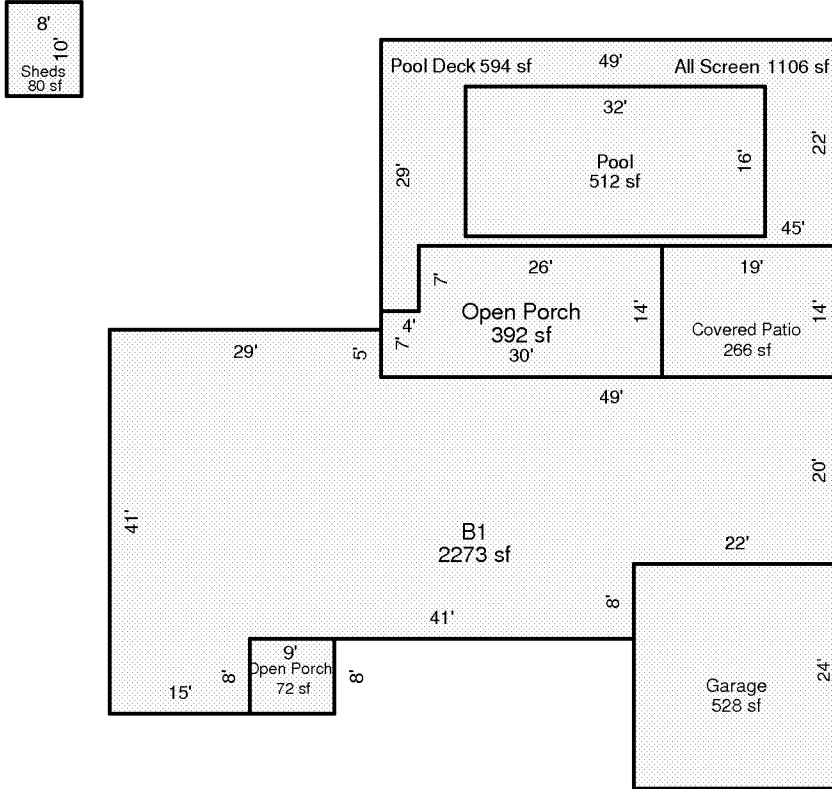 8'
10'
Sheds
80 sf
Pool Deck 594 sf
49'
All Screen 1106 sf
32'
22'
29'
16'
Pool
512 sf
45'
7'
26'
19'
Open Porch
392 sf
14'
14'
Covered Patio
266 sf
4'
7'
30'
29'
5'
49'
20'
41'
B1
2273 sf
22'
8'
41'
9'
Open Porch
72 sf
8'
8'
15'
24'
Garage
528 sf